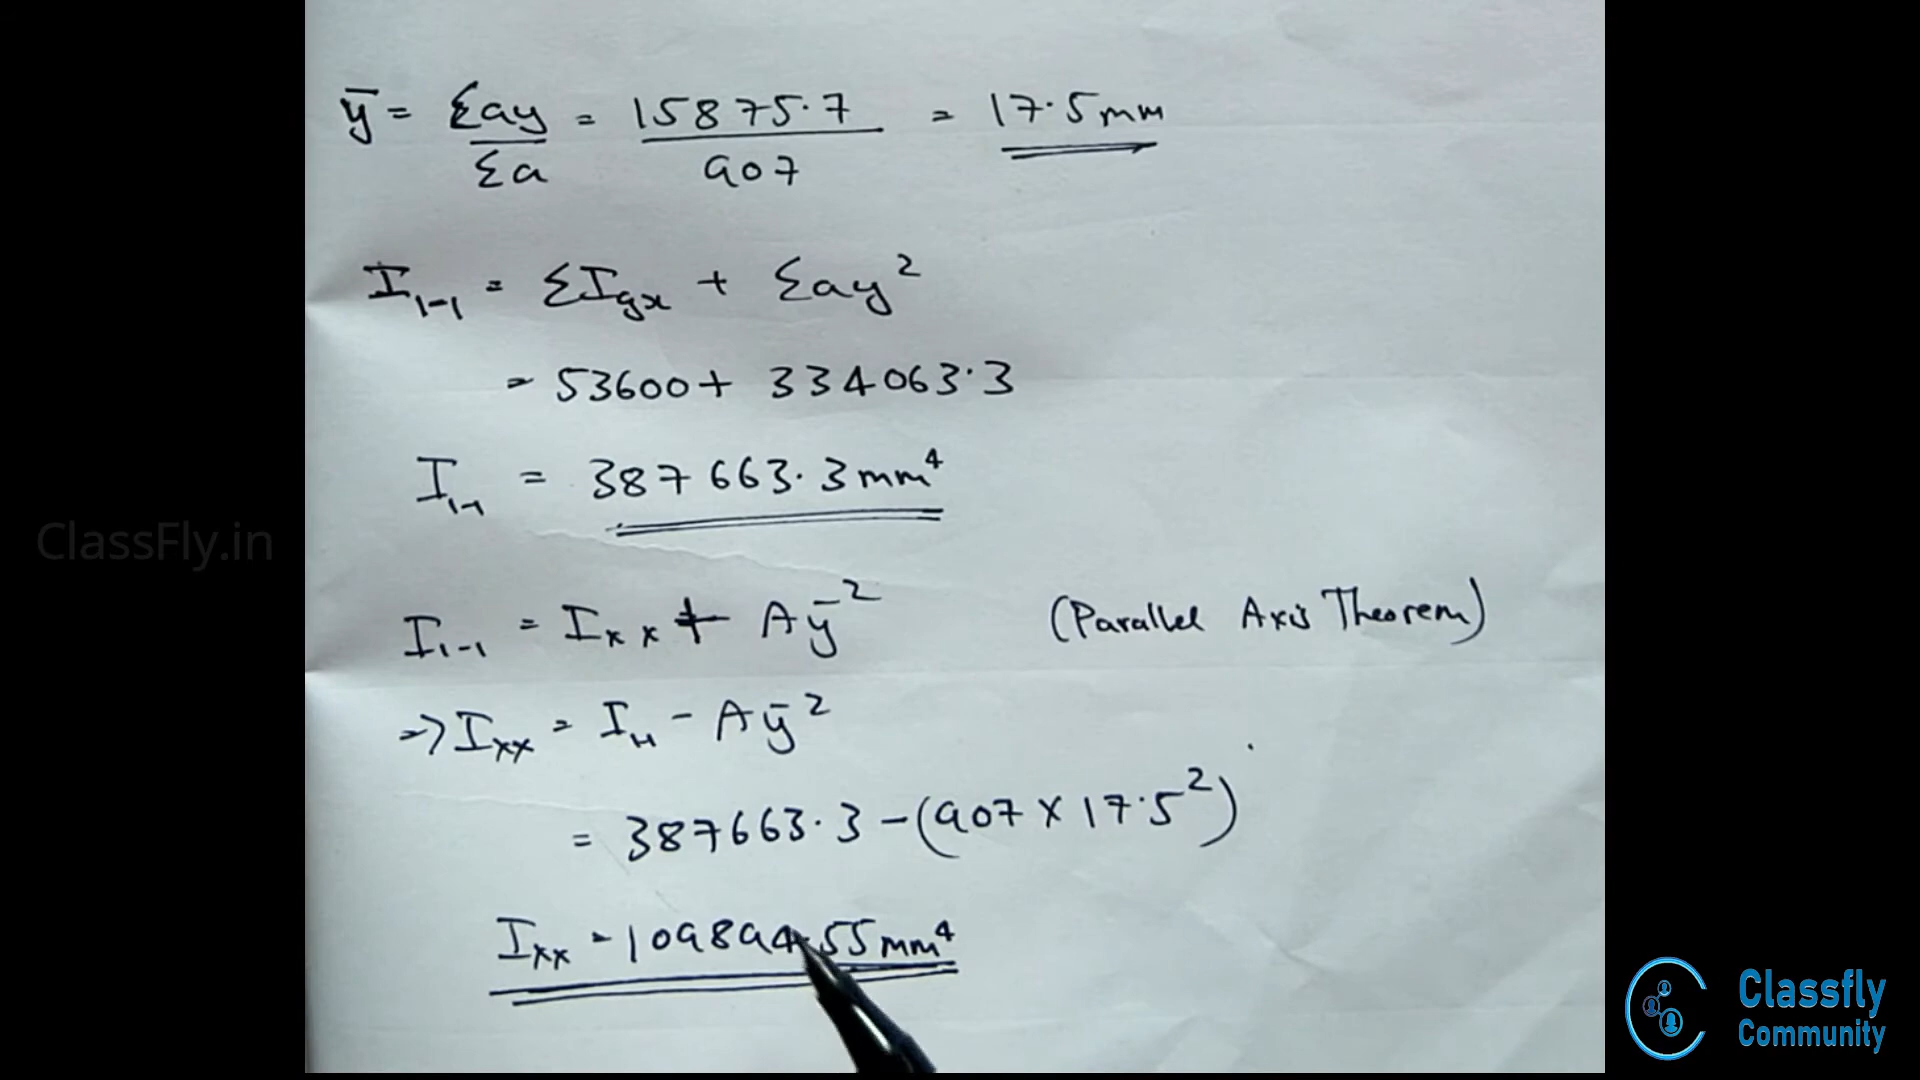 ȳ = Σay/Σa = 15875.7/907 = 17.5mm
I₁₋₁ = ΣIgx + Σay²
= 53600 + 334063.3
I₁₋₁ = 387663.3mm⁴
I₁₋₁ = Ixx + Aȳ² (Parallel Axis Theorem)
⇒ Ixx = I₁₋₁ - Aȳ²
= 387663.3 - (907 × 17.5²)
Ixx = 109894.55mm⁴
ClassFly.in
Classfly
Community